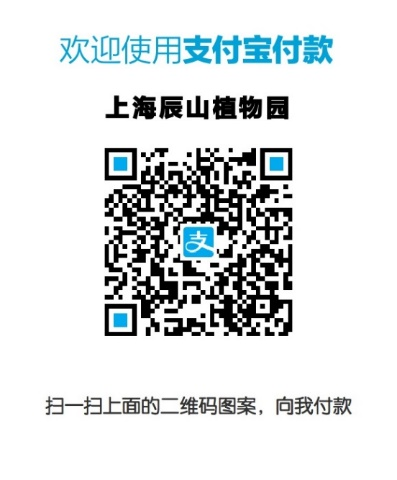 欢迎使用支付宝付款
上海辰山植物园
支
扫一扫上面的二维码图案，向我付款